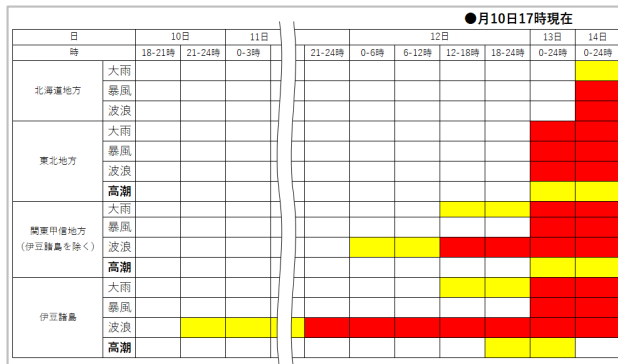 ●月10日17時現在
日 10日 11日 12日 13日 14日
時 18-21時 21-24時 0-3時 21-24時 0-6時 6-12時 12-18時 18-24時 0-24時 0-24時
北海道地方
大雨
暴風
波浪
東北地方
大雨
暴風
波浪
高潮
関東甲信地方
(伊豆諸島を除く)
大雨
暴風
波浪
高潮
伊豆諸島
大雨
暴風
波浪
高潮